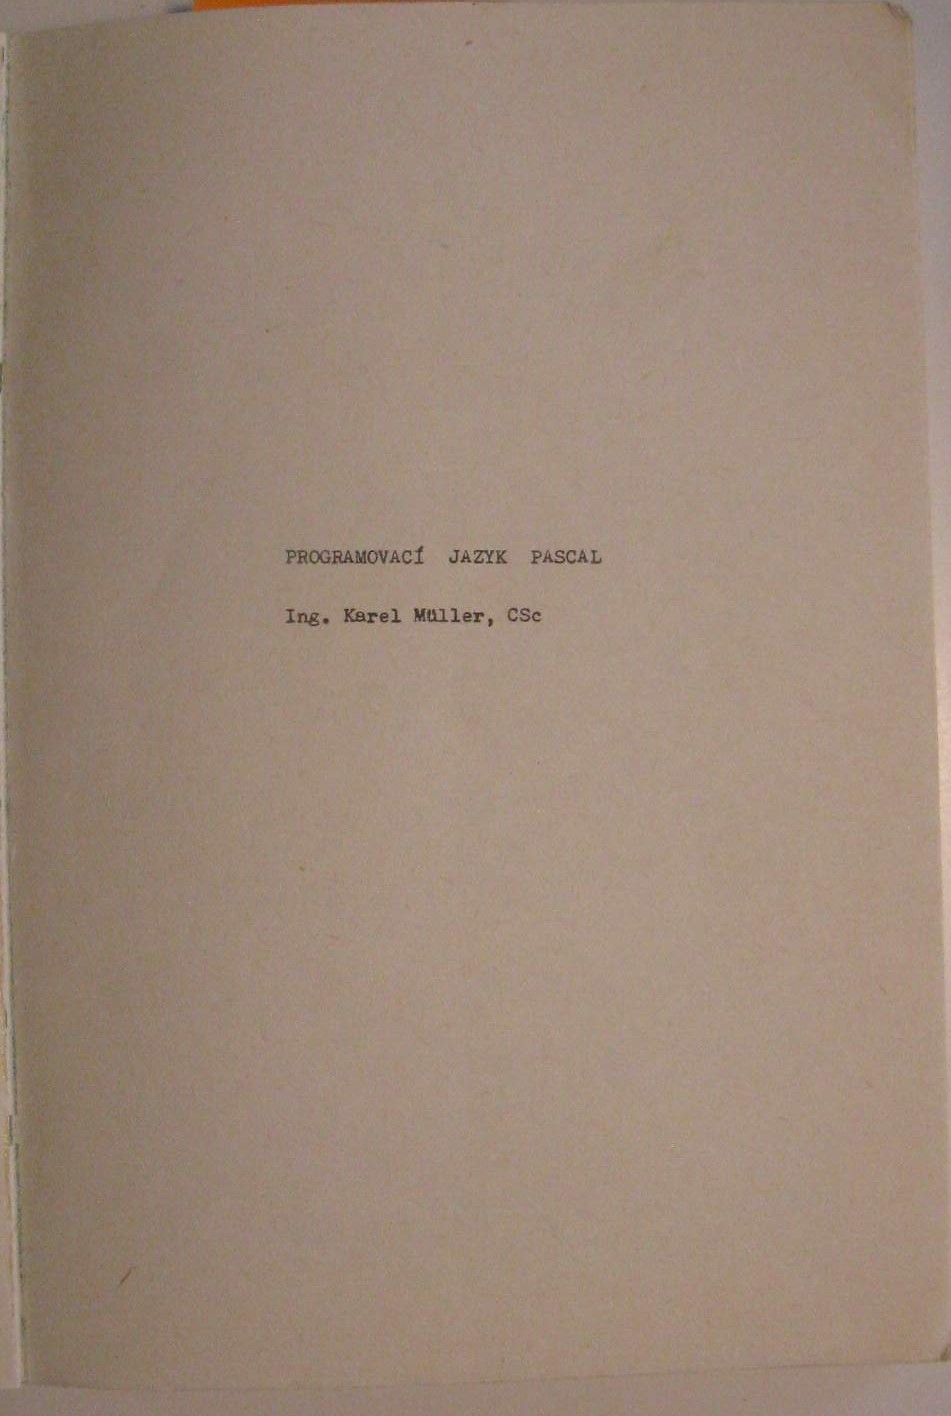 PROGRAMOVACÍ JAZYK PASCAL
Ing. Karel Müller, CSc